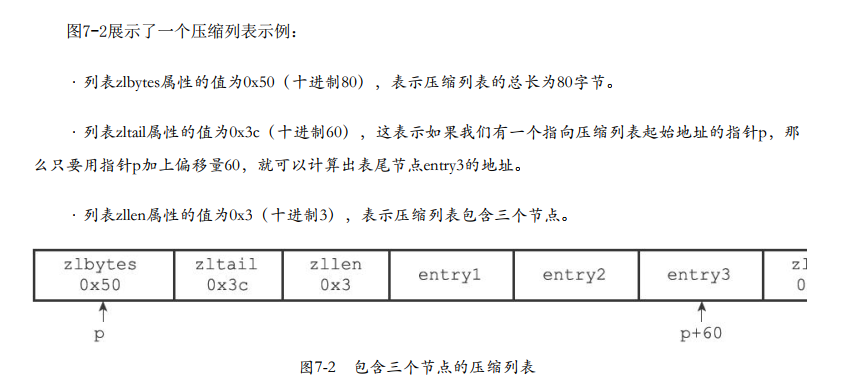 图7-2展示了一个压缩列表示例：
·列表zlbytes属性的值为0x50（十进制80），表示压缩列表的总长为80字节。
·列表zltail属性的值为0x3c（十进制60），这表示如果我们有一个指向压缩列表起始地址的指针p，那
么只要用指针p加上偏移量60，就可以计算出表尾节点entry3的地址。
·列表zllen属性的值为0x3（十进制3），表示压缩列表包含三个节点。
zlbytes zltail zllen entry1 entry2 entry3
0x50 0x3c 0x3
p p+60
图7-2 包含三个节点的压缩列表